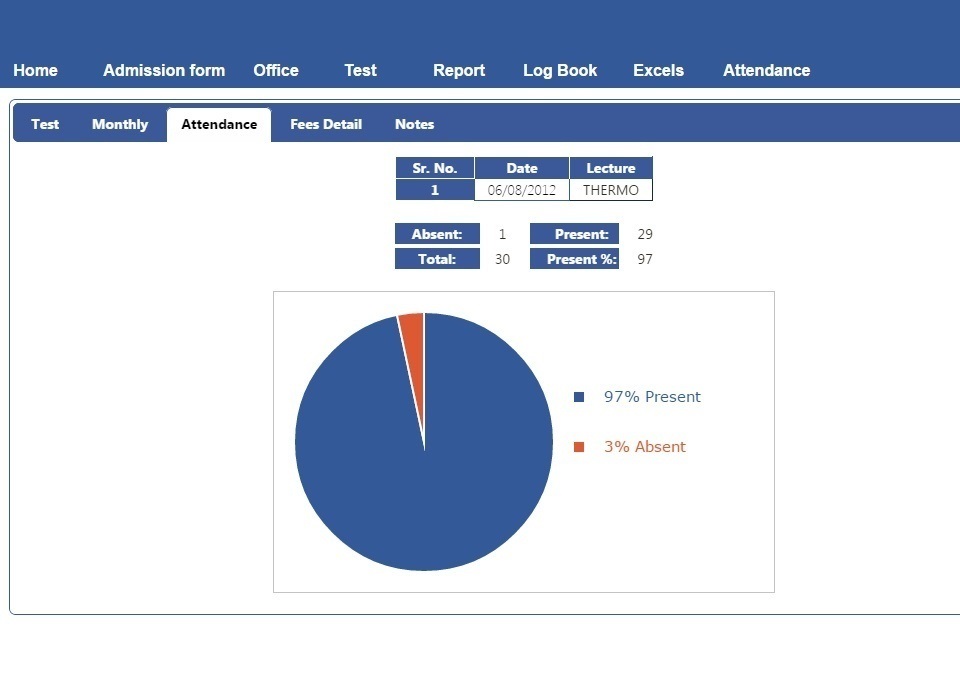 Home Admission form Office Test Report Log Book Excels Attendance
Test Monthly Attendance Fees Detail Notes
Sr. No. Date Lecture
1 06/08/2012 THERMO
Absent: 1 Present: 29
Total: 30 Present %: 97
97% Present
3% Absent